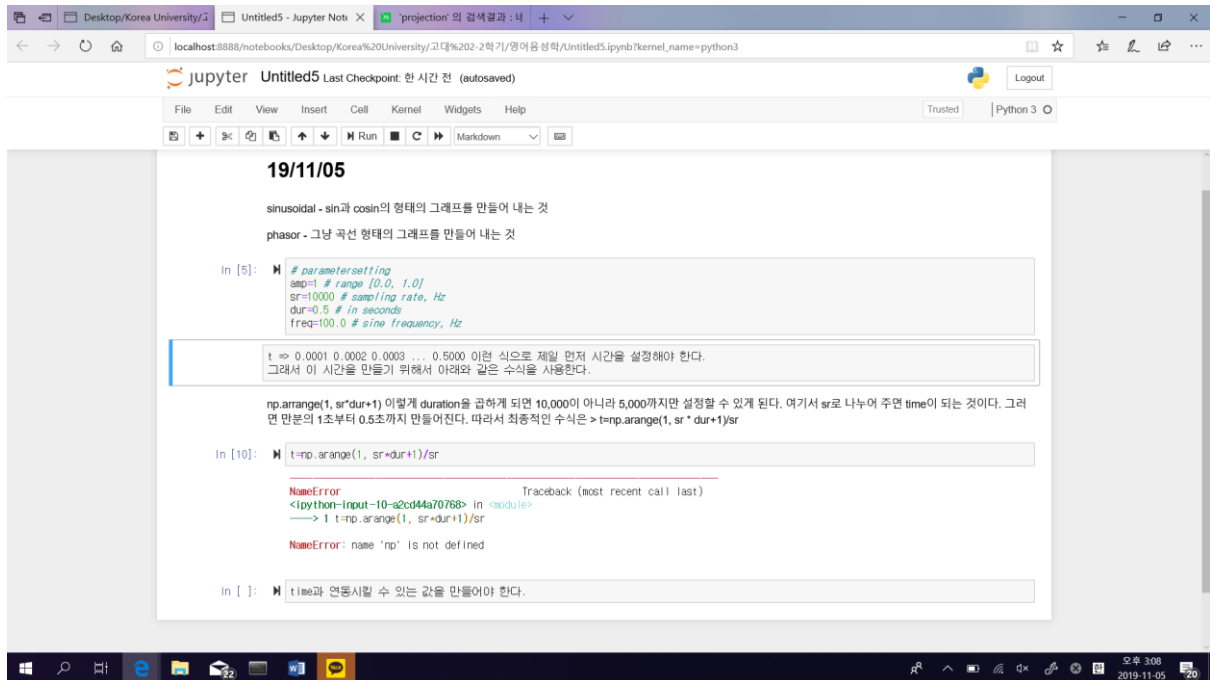 Desktop/Korea University/고
Untitled5 - Jupyter Note
'projection' 의 검색결과 : 네
localhost:8888/notebooks/Desktop/Korea%20University/고대%202-2학기/영어음성학/Untitled5.ipynb?kernel_name=python3
jupyter Untitled5 Last Checkpoint: 한 시간 전 (autosaved)
Logout
File Edit View Insert Cell Kernel Widgets Help
Trusted Python 3
Run Markdown
19/11/05
sinusoidal - sin과 cosin의 형태의 그래프를 만들어 내는 것
phasor - 그냥 곡선 형태의 그래프를 만들어 내는 것
In [5]: # parametersetting
amp=1 # range [0.0, 1.0]
sr=10000 # sampling rate, Hz
dur=0.5 # in seconds
freq=100.0 # sine frequency, Hz
t => 0.0001 0.0002 0.0003 ... 0.5000 이런 식으로 제일 먼저 시간을 설정해야 한다.
그래서 이 시간을 만들기 위해서 아래와 같은 수식을 사용한다.
np.arrange(1, sr*dur+1) 이렇게 duration을 곱하게 되면 10,000이 아니라 5,000까지만 설정할 수 있게 된다. 여기서 sr로 나누어 주면 time이 되는 것이다. 그러
면 만분의 1초부터 0.5초까지 만들어진다. 따라서 최종적인 수식은 > t=np.arange(1, sr * dur+1)/sr
In [10]: t=np.arange(1, sr*dur+1)/sr
NameError Traceback (most recent call last)
<ipython-input-10-a2cd44a70768> in <module>
----> 1 t=np.arange(1, sr*dur+1)/sr
NameError: name 'np' is not defined
In [ ]: time과 연동시킬 수 있는 값을 만들어야 한다.
22
TALK
한
오후 3:08
2019-11-05
20